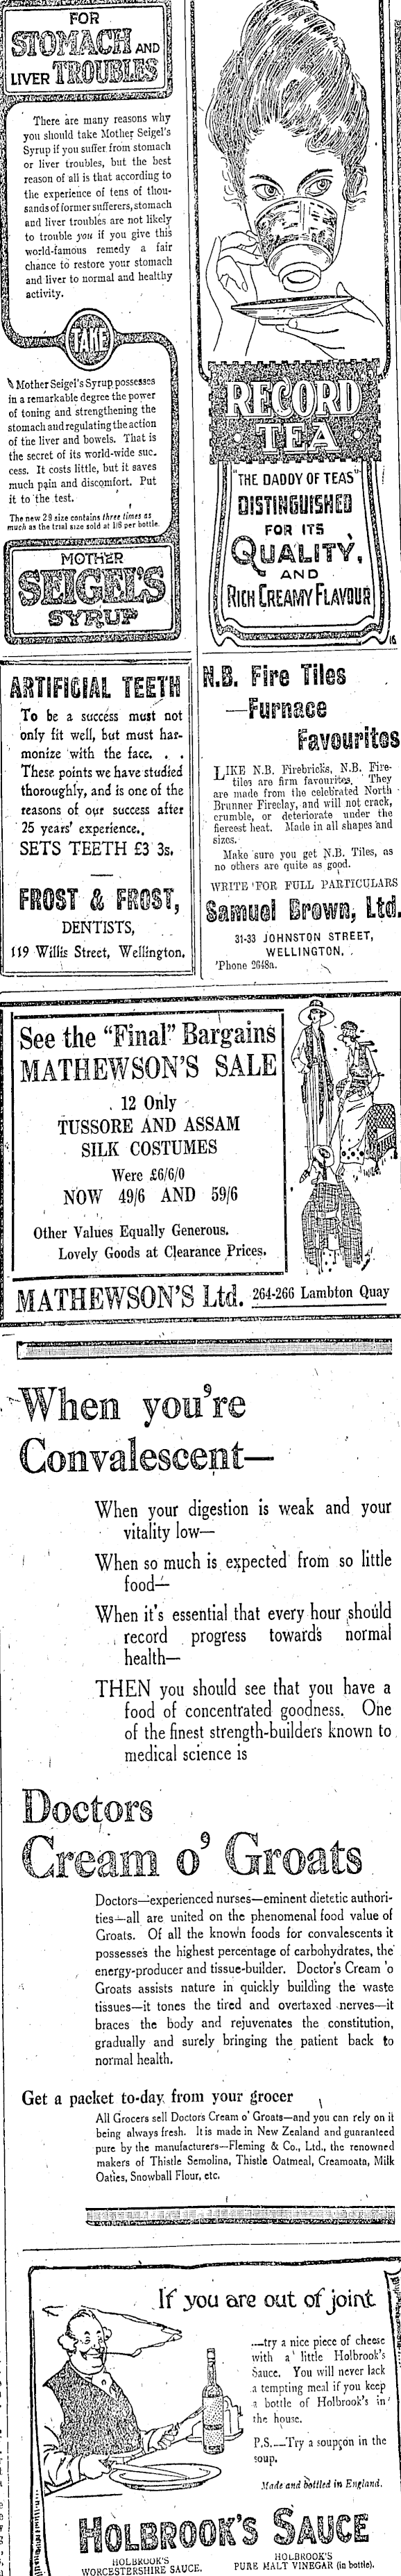 FOR
STOMACH AND
LIVER TROUBLES
There are many reasons why
you should take Mother Seigel's
Syrup if you suffer from stomach
or liver troubles, but the best
reason of all is that according to
the experience of tens of thou-
sands of former sufferers, stomach
and liver troubles are not likely
to trouble you if you give this
world-famous remedy a fair
chance to restore your stomach
and liver to normal and healthy
activity.
TAKE
Mother Seigel's Syrup possesses
in a remarkable degree the power
of toning and strengthening the
stomach and regulating the action
of the liver and bowels. That is
the secret of its world-wide suc-
cess. It costs little, but it saves
much pain and discomfort. Put
it to the test.
The new 2/9 size contains three times as
much as the trial size sold at 1/6 per bottle.
MOTHER
SEIGEL'S
SYRUP
RECORD
TEA
"THE DADDY OF TEAS"
DISTINGUISHED
FOR ITS
QUALITY,
AND
RICH CREAMY FLAVOUR
16
ARTIFICIAL TEETH
To be a success must not
only fit well, but must har-
monize with the face. . .
These points we have studied
thoroughly, and is one of the
reasons of our success after
25 years' experience.
SETS TEETH £3 3s.
FROST & FROST,
DENTISTS,
119 Willis Street, Wellington.
N.B. Fire Tiles
—Furnace
Favourites
LIKE N.B. Firebricks, N.B. Fire-
tiles are firm favourites. They
are made from the celebrated North
Brunner Fireclay, and will not crack,
crumble, or deteriorate under the
fiercest heat. Made in all shapes and
sizes.
Make sure you get N.B. Tiles, as
no others are quite as good.
WRITE FOR FULL PARTICULARS
Samuel Brown, Ltd.
31-33 JOHNSTON STREET,
WELLINGTON.
'Phone 2648a.
See the "Final" Bargains
MATHEWSON'S SALE
12 Only
TUSSORE AND ASSAM
SILK COSTUMES
Were £6/6/0
NOW 49/6 AND 59/6
Other Values Equally Generous.
Lovely Goods at Clearance Prices.
MATHEWSON'S Ltd. 264-266 Lambton Quay
When you're
Convalescent—
When your digestion is weak and your
vitality low—
When so much is expected from so little
food—
When it's essential that every hour should
record progress towards normal
health—
THEN you should see that you have a
food of concentrated goodness. One
of the finest strength-builders known to
medical science is
Doctors
Cream o' Groats
Doctors—experienced nurses—eminent dietetic authori-
ties—all are united on the phenomenal food value of
Groats. Of all the known foods for convalescents it
possesses the highest percentage of carbohydrates, the
energy-producer and tissue-builder. Doctor's Cream 'o
Groats assists nature in quickly building the waste
tissues—it tones the tired and overtaxed nerves—it
braces the body and rejuvenates the constitution,
gradually and surely bringing the patient back to
normal health.
Get a packet to-day from your grocer
All Grocers sell Doctors Cream o' Groats—and you can rely on it
being always fresh. It is made in New Zealand and guaranteed
pure by the manufacturers—Fleming & Co., Ltd., the renowned
makers of Thistle Semolina, Thistle Oatmeal, Creamoata, Milk
Oaties, Snowball Flour, etc.
If you are out of joint
—try a nice piece of cheese
with a little Holbrook's
Sauce. You will never lack
a tempting meal if you keep
a bottle of Holbrook's in
the house.
P.S.—Try a soupçon in the
soup.
Made and bottled in England.
HOLBROOK'S SAUCE
HOLBROOK'S
WORCESTERSHIRE SAUCE.
HOLBROOK'S
PURE MALT VINEGAR (in bottle).